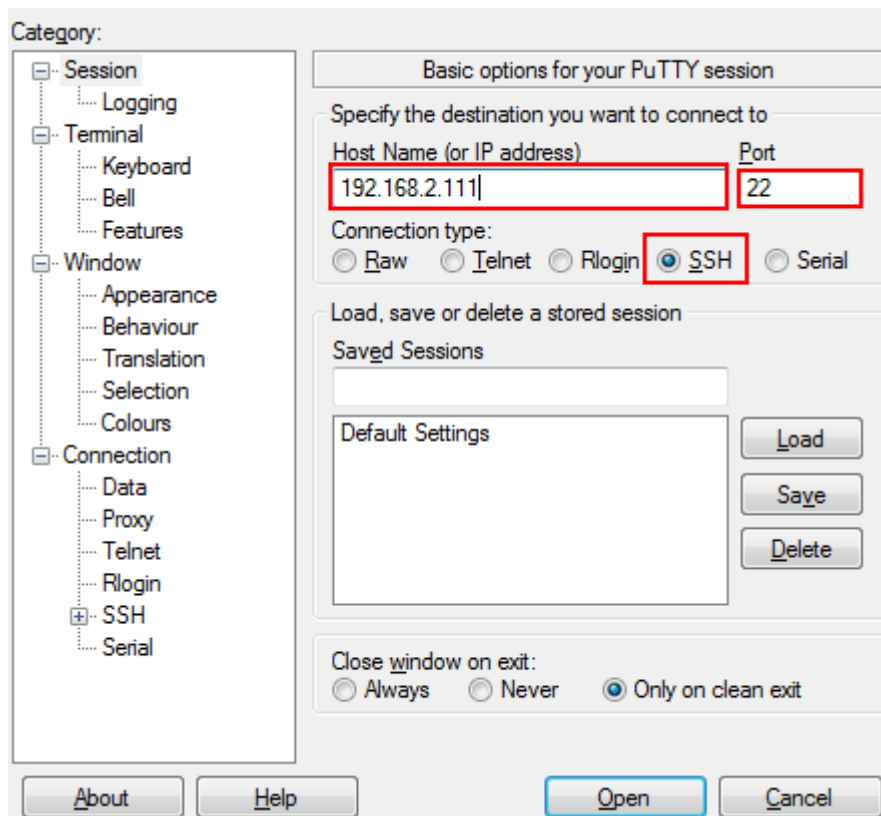 Category:
Session
Logging
Terminal
Keyboard
Bell
Features
Window
Appearance
Behaviour
Translation
Selection
Colours
Connection
Data
Proxy
Telnet
Rlogin
SSH
Serial
Basic options for your PuTTY session
Specify the destination you want to connect to
Host Name (or IP address) Port
192.168.2.111 22
Connection type:
Raw Telnet Rlogin SSH Serial
Load, save or delete a stored session
Saved Sessions
Default Settings
Load
Save
Delete
Close window on exit:
Always Never Only on clean exit
About Help Open Cancel